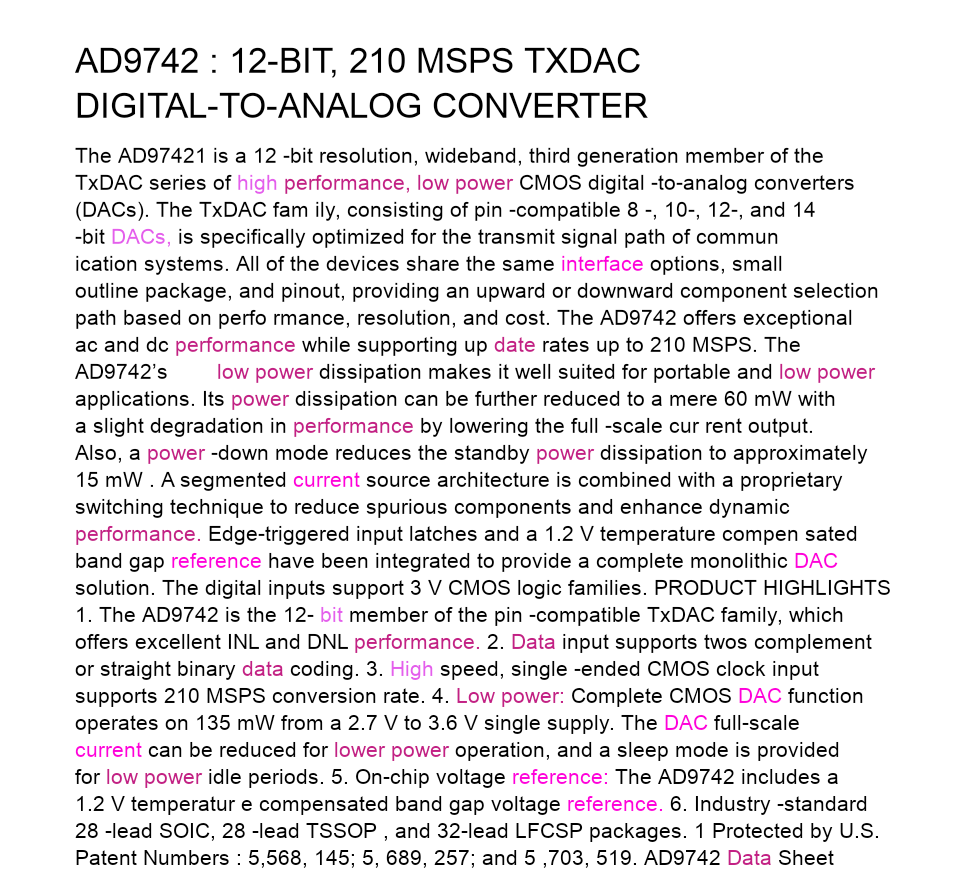 AD9742 : 12-BIT, 210 MSPS TXDAC
DIGITAL-TO-ANALOG CONVERTER
The AD97421 is a 12 -bit resolution, wideband, third generation member of the
TxDAC series of high performance, low power CMOS digital -to-analog converters
(DACs). The TxDAC fam ily, consisting of pin -compatible 8 -, 10-, 12-, and 14
-bit DACs, is specifically optimized for the transmit signal path of commun
ication systems. All of the devices share the same interface options, small
outline package, and pinout, providing an upward or downward component selection
path based on perfo rmance, resolution, and cost. The AD9742 offers exceptional
ac and dc performance while supporting up date rates up to 210 MSPS. The
AD9742’s low power dissipation makes it well suited for portable and low power
applications. Its power dissipation can be further reduced to a mere 60 mW with
a slight degradation in performance by lowering the full -scale cur rent output.
Also, a power -down mode reduces the standby power dissipation to approximately
15 mW . A segmented current source architecture is combined with a proprietary
switching technique to reduce spurious components and enhance dynamic
performance. Edge-triggered input latches and a 1.2 V temperature compen sated
band gap reference have been integrated to provide a complete monolithic DAC
solution. The digital inputs support 3 V CMOS logic families. PRODUCT HIGHLIGHTS
1. The AD9742 is the 12- bit member of the pin -compatible TxDAC family, which
offers excellent INL and DNL performance. 2. Data input supports twos complement
or straight binary data coding. 3. High speed, single -ended CMOS clock input
supports 210 MSPS conversion rate. 4. Low power: Complete CMOS DAC function
operates on 135 mW from a 2.7 V to 3.6 V single supply. The DAC full-scale
current can be reduced for lower power operation, and a sleep mode is provided
for low power idle periods. 5. On-chip voltage reference: The AD9742 includes a
1.2 V temperatur e compensated band gap voltage reference. 6. Industry -standard
28 -lead SOIC, 28 -lead TSSOP , and 32-lead LFCSP packages. 1 Protected by U.S.
Patent Numbers : 5,568, 145; 5, 689, 257; and 5 ,703, 519. AD9742 Data Sheet